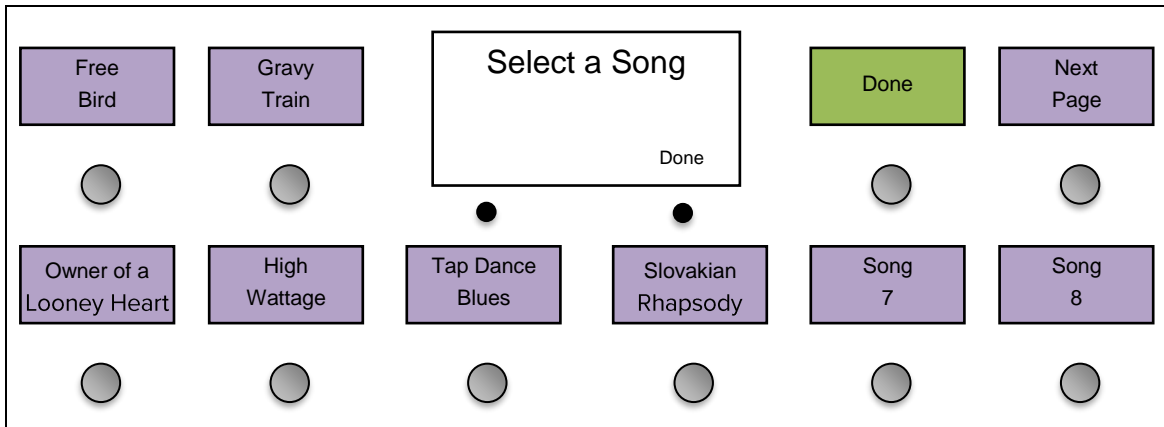 Free
Bird
Gravy
Train
Select a Song
Done
Done
Next
Page
Owner of a
Looney Heart
High
Wattage
Tap Dance
Blues
Slovakian
Rhapsody
Song
7
Song
8